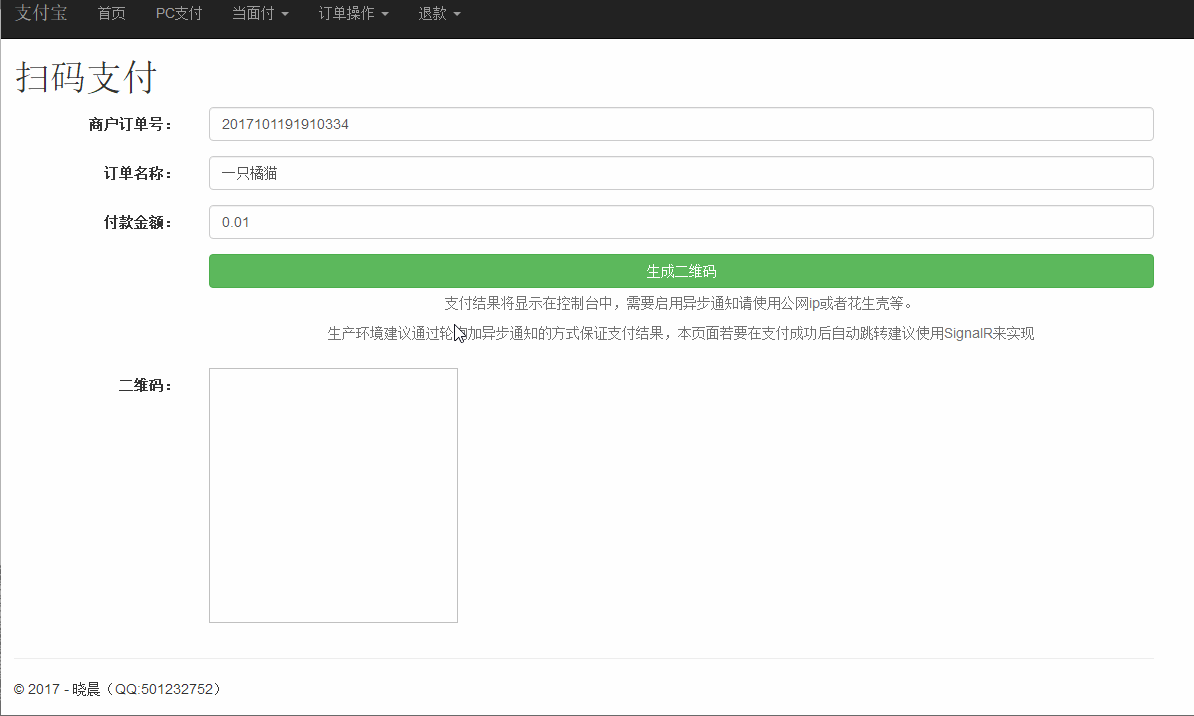 支付宝 首页 PC支付 当面付 订单操作 退款
扫码支付
商户订单号： 2017101191910334
订单名称： 一只橘猫
付款金额： 0.01
生成二维码
支付结果将显示在控制台中，需要启用异步通知请使用公网ip或者花生壳等。
生产环境建议通过轮 加异步通知的方式保证支付结果，本页面若要在支付成功后自动跳转建议使用SignalR来实现
二维码：
© 2017 - 晓晨（QQ:501232752）